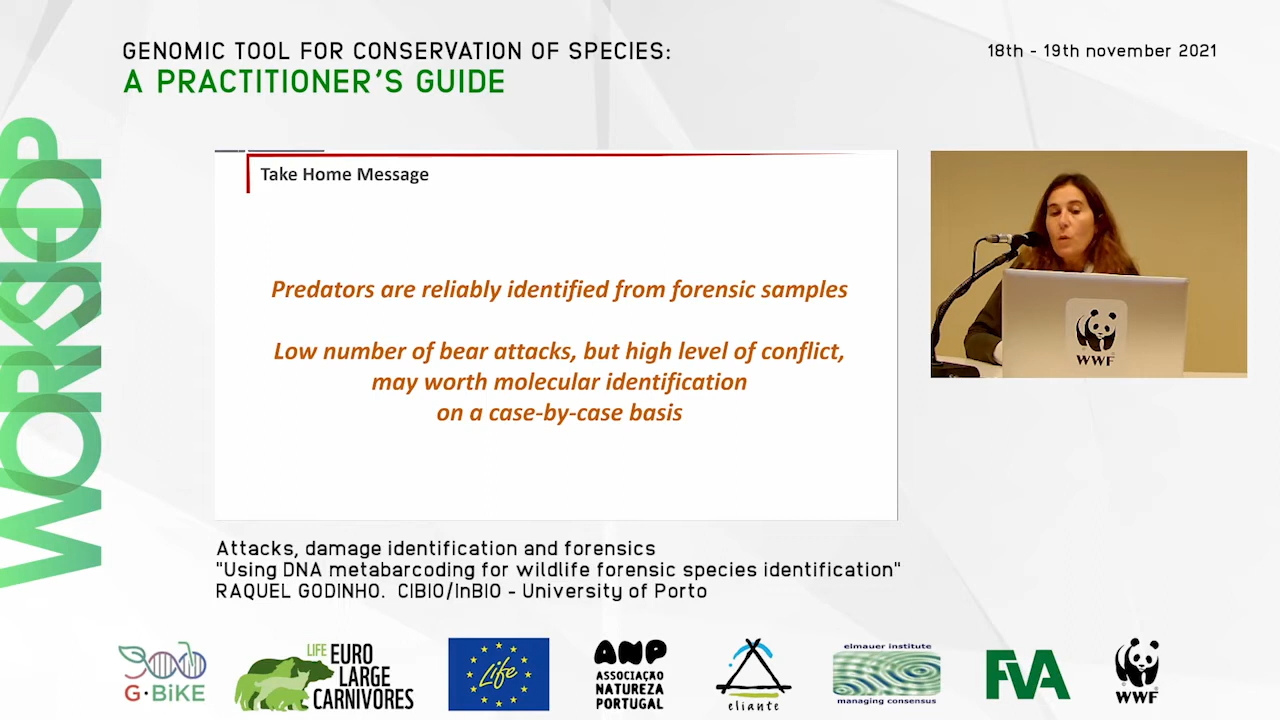 GENOMIC TOOL FOR CONSERVATION OF SPECIES:
A PRACTITIONER'S GUIDE
18th - 19th november 2021
WORKSHOP
Take Home Message
Predators are reliably identified from forensic samples
Low number of bear attacks, but high level of conflict,
may worth molecular identification
on a case-by-case basis
WWF
Attacks, damage identification and forensics
"Using DNA metabarcoding for wildlife forensic species identification"
RAQUEL GODINHO. CIBIO/InBIO - University of Porto
G·BiKE
LIFE EURO
LARGE
CARNIVORES
Life
ANP
ASSOCIAÇÃO
NATUREZA
PORTUGAL
eliante
elmauer institute
managing consensus
FVA
WWF